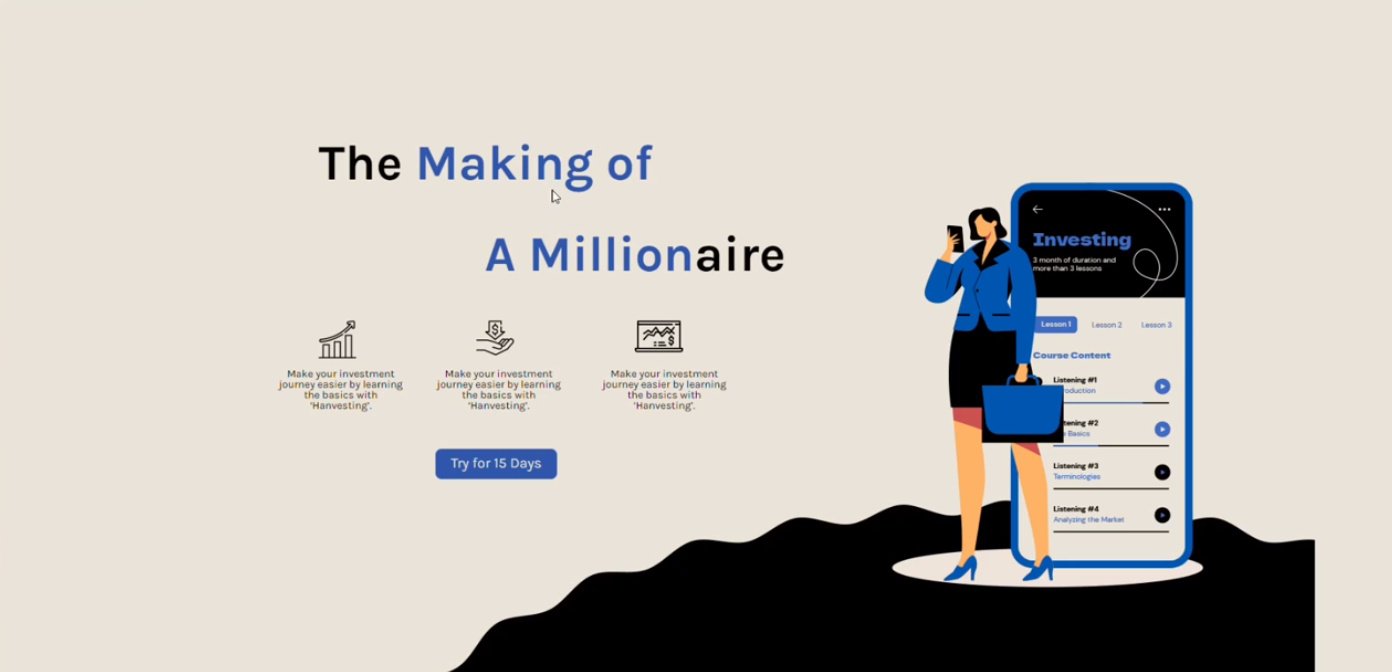 The Making of
A Millionaire
Make your investment
journey easier by learning
the basics with
'Hanvesting'.
Make your investment
journey easier by learning
the basics with
'Hanvesting'.
Make your investment
journey easier by learning
the basics with
'Hanvesting'.
Try for 15 Days
Investing
3 month of duration and
more than 3 lessons
Lesson 1 Lesson 2 Lesson 3
Course Content
Listening #1
Listening #2
Basics
Listening #3
Terminologies
Listening #4
Analyzing the Market